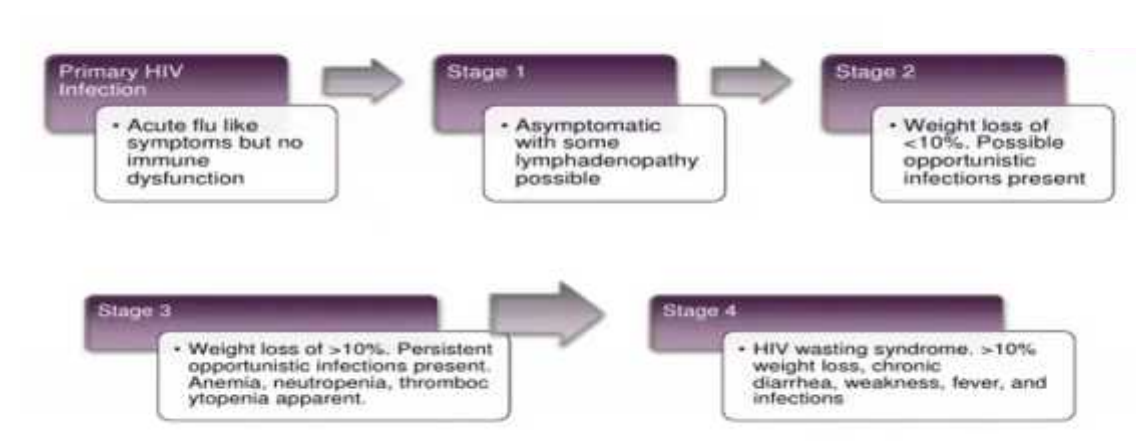 Primary HIV
Infection
• Acute flu like
symptoms but no
immune
dysfunction
Stage 1
• Asymptomatic
with some
lymphadenopathy
possible
Stage 2
• Weight loss of
<10%. Possible
opportunistic
infections present
Stage 3
• Weight loss of >10%. Persistent
opportunistic infections present.
Anemia, neutropenia, thromboc
ytopenia apparent.
Stage 4
• HIV wasting syndrome. >10%
weight loss, chronic
diarrhea, weakness, fever, and
infections